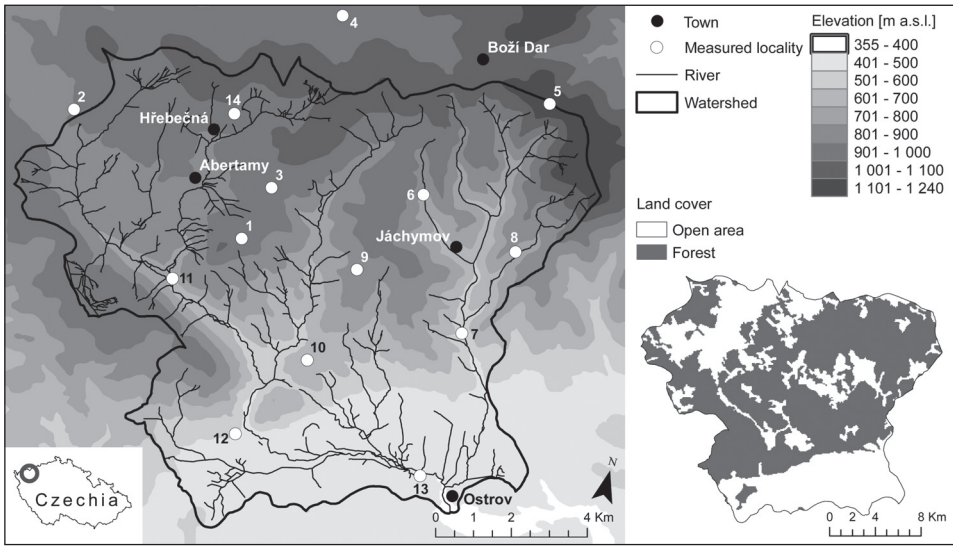 4
Boží Dar
2
5
14
Hřebečná
Abertamy
3
6
1
Jáchymov
8
9
11
7
10
12
13
Ostrov
Czechia
N
0 1 2 4 Km
Town
Measured locality
River
Watershed
Elevation [m a.s.l.]
355 - 400
401 - 500
501 - 600
601 - 700
701 - 800
801 - 900
901 - 1 000
1 001 - 1 100
1 101 - 1 240
Land cover
Open area
Forest
0 2 4 8 Km